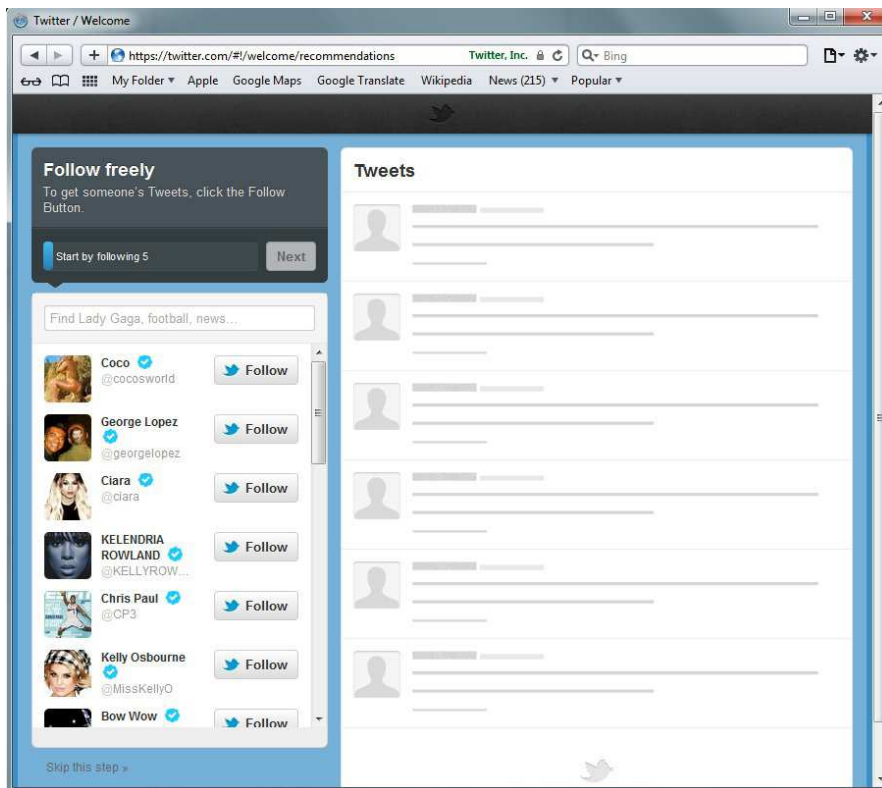 Twitter / Welcome
https://twitter.com/#!/welcome/recommendations Twitter, Inc. Bing
My Folder Apple Google Maps Google Translate Wikipedia News (215) Popular
Follow freely
To get someone's Tweets, click the Follow
Button.
Start by following 5 Next
Find Lady Gaga, football, news...
Coco
@cocosworld
Follow
George Lopez
@georgelopez
Follow
Ciara
@ciara
Follow
KELENDRIA
ROWLAND
@KELLYROW...
Follow
Chris Paul
@CP3
Follow
Kelly Osbourne
@MissKellyO
Follow
Bow Wow
Follow
Skip this step »
Tweets